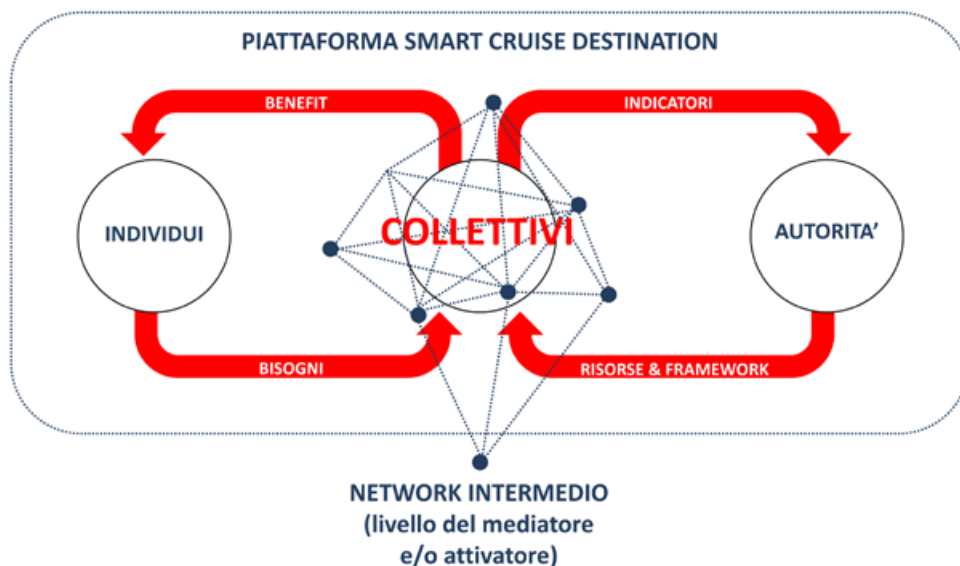 PIATTAFORMA SMART CRUISE DESTINATION
BENEFIT
INDICATORI
INDIVIDUI
COLLETTIVI
AUTORITA’
BISOGNI
RISORSE & FRAMEWORK
NETWORK INTERMEDIO
(livello del mediatore
e/o attivatore)